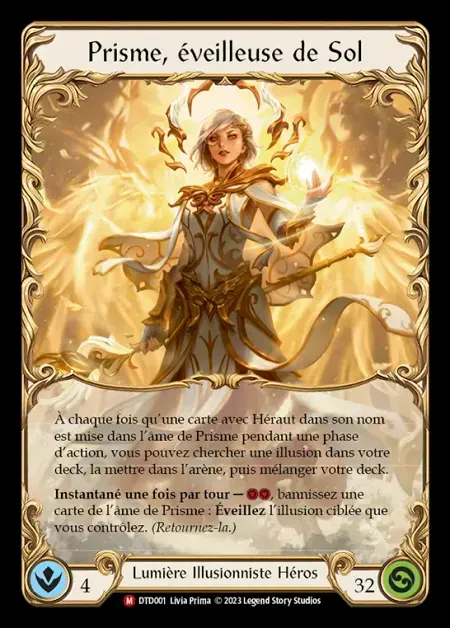 Prisme, éveilleuse de Sol
À chaque fois qu'une carte avec Héraut dans son nom
est mise dans l'âme de Prisme pendant une phase
d'action, vous pouvez chercher une illusion dans votre
deck, la mettre dans l'arène, puis mélanger votre deck.
Instantané une fois par tour — , bannissez une
carte de l'âme de Prisme : Éveillez l'illusion ciblée que
vous contrôlez. (Retournez-la.)
4 Lumière Illusionniste Héros 32
M DTD001 Livia Prima © 2023 Legend Story Studios